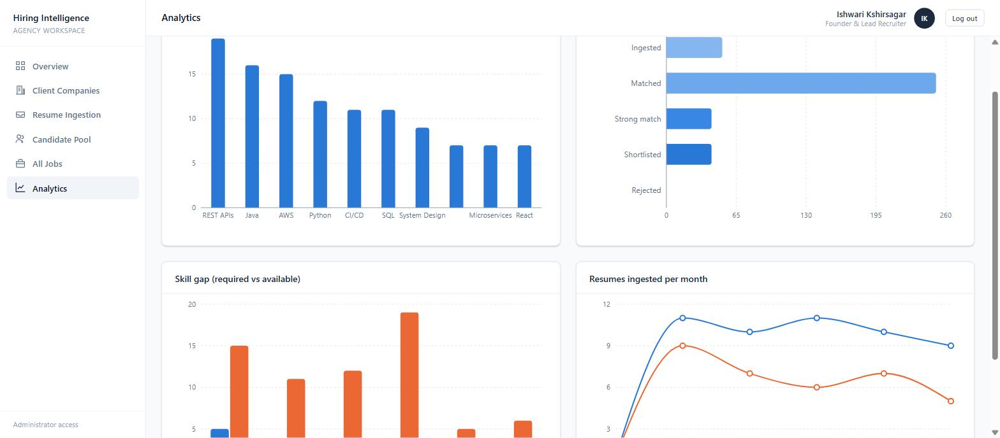 Hiring Intelligence
AGENCY WORKSPACE
Overview
Client Companies
Resume Ingestion
Candidate Pool
All Jobs
Analytics
Administrator access
Analytics
Ishwari Kshirsagar
Founder & Lead Recruiter
IK
Log out
15
10
5
0
REST APIs Java AWS Python CI/CD SQL System Design Microservices React
Ingested
Matched
Strong match
Shortlisted
Rejected
0 65 130 195 260
Skill gap (required vs available)
20
15
10
5
Resumes ingested per month
12
9
6
3